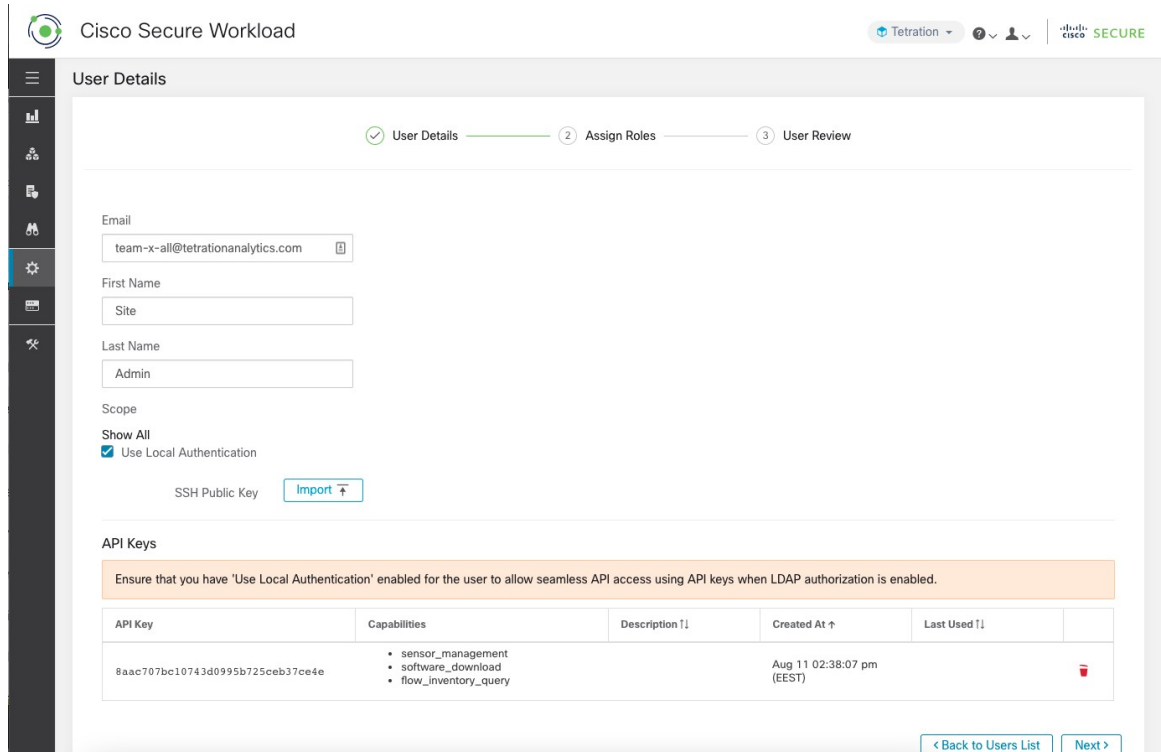 Cisco Secure Workload
Tetration
cisco SECURE
User Details
User Details
2 Assign Roles
3 User Review
Email
team-x-all@tetrationanalytics.com
First Name
Site
Last Name
Admin
Scope
Show All
Use Local Authentication
SSH Public Key Import
API Keys
Ensure that you have 'Use Local Authentication' enabled for the user to allow seamless API access using API keys when LDAP authorization is enabled.
API Key Capabilities Description Created At Last Used
8aac707bc10743d0995b725ceb37ce4e
• sensor_management
• software_download
• flow_inventory_query
Aug 11 02:38:07 pm
(EEST)
Back to Users List Next